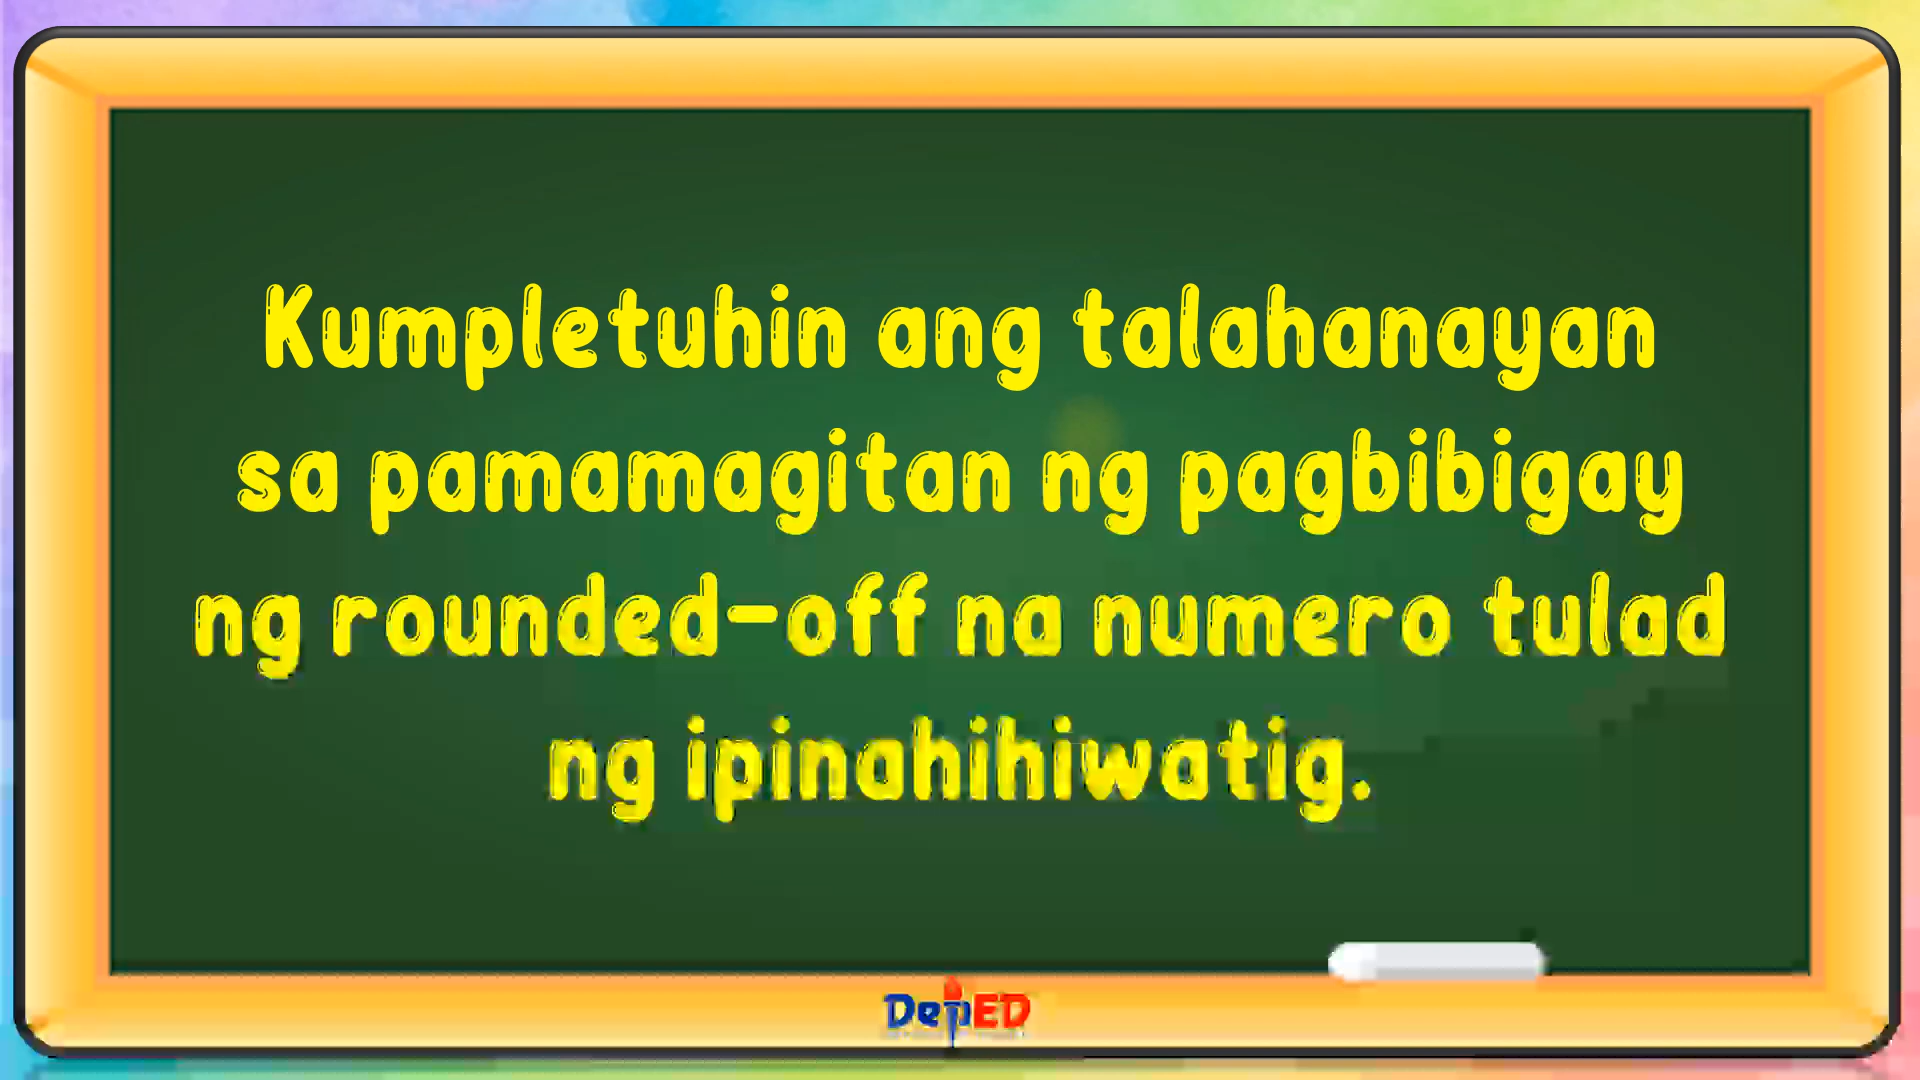 Kumpletuhin ang talahanayan
sa pamamagitan ng pagbibigay
ng rounded-off na numero tulad
ng ipinahihiwatig.
DepED